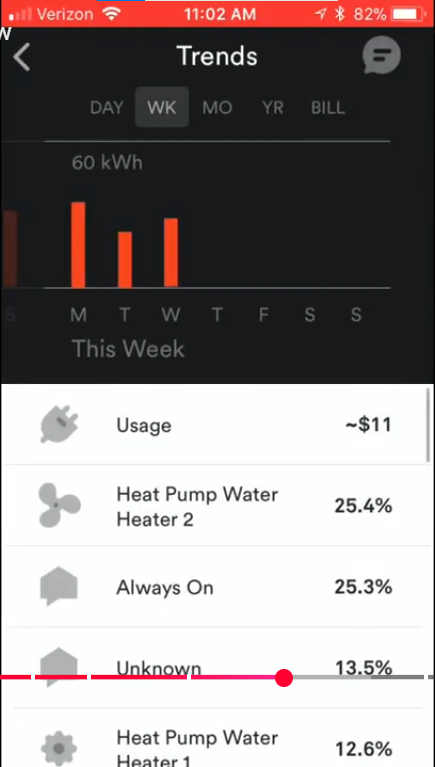 Verizon 11:02 AM 82%
w
Trends
DAY WK MO YR BILL
60 kWh
S M T W T F S S
This Week
Usage ~$11
Heat Pump Water
Heater 2 25.4%
Always On 25.3%
Unknown 13.5%
Heat Pump Water
Heater 1 12.6%